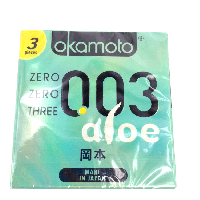 3
pieces
okamoto®
ZERO
ZERO
THREE
0.03
aloe
岡本
MADE
IN JAPAN